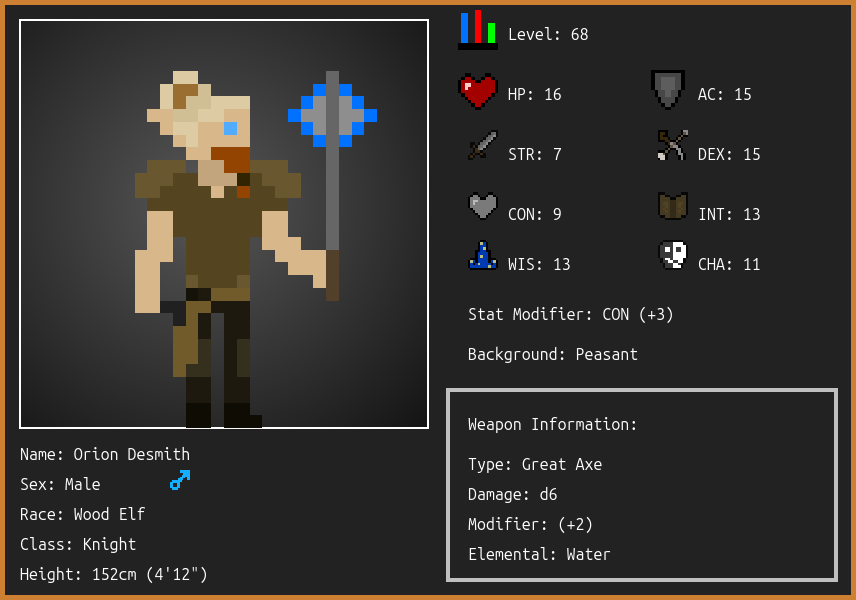 Level: 68
HP: 16
AC: 15
STR: 7
DEX: 15
CON: 9
INT: 13
WIS: 13
CHA: 11
Stat Modifier: CON (+3)
Background: Peasant
Weapon Information:
Type: Great Axe
Damage: d6
Modifier: (+2)
Elemental: Water
Name: Orion Desmith
Sex: Male
Race: Wood Elf
Class: Knight
Height: 152cm (4'12")